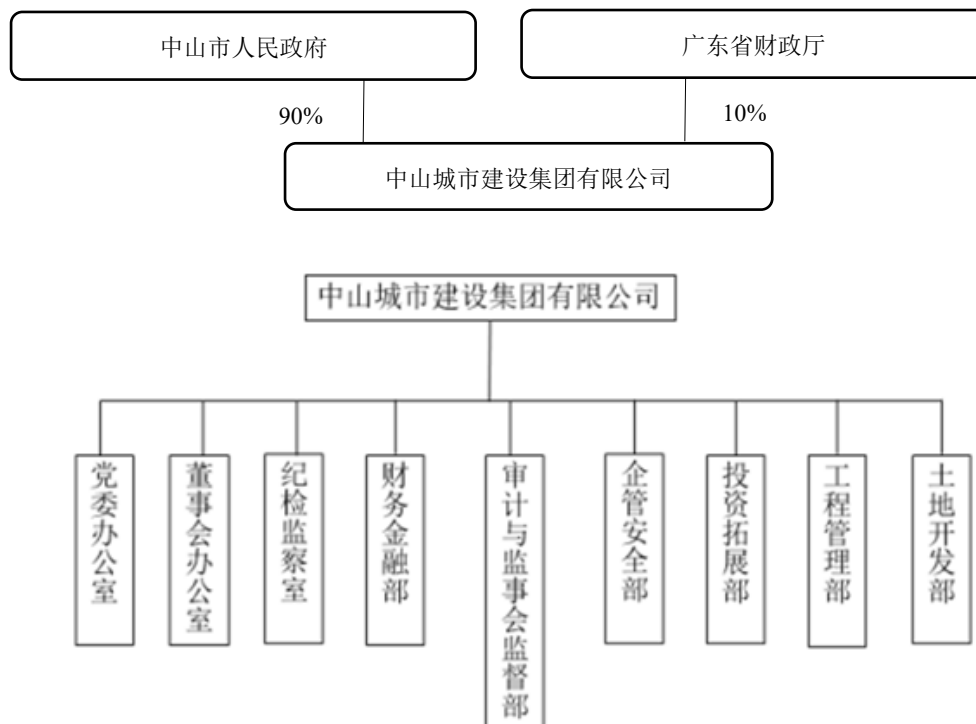 中山市人民政府
广东省财政厅
90%
10%
中山城市建设集团有限公司
中山城市建设集团有限公司
党委办公室
董事会办公室
纪检监察室
财务金融部
审计与监事会监督部
企管安全部
投资拓展部
工程管理部
土地开发部